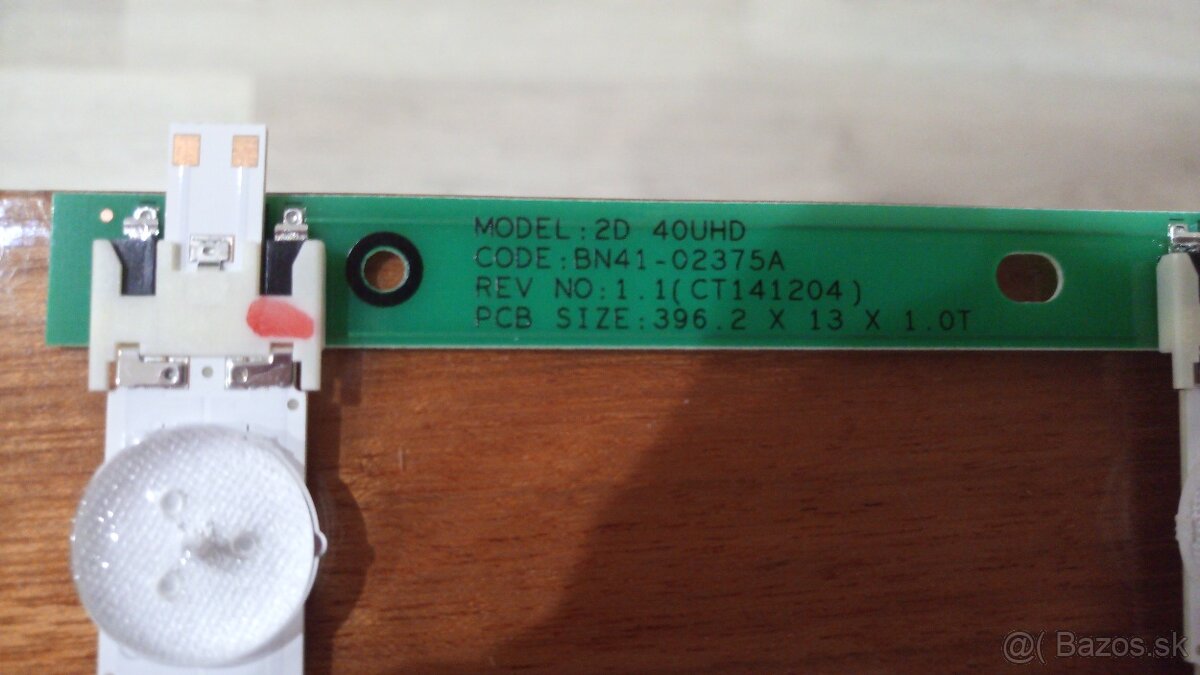 MODEL:2D 40UHD
CODE:BN41-02375A
REV NO:1.1(CT141204)
PCB SIZE:396.2 X 13 X 1.0T
@( Bazos.sk